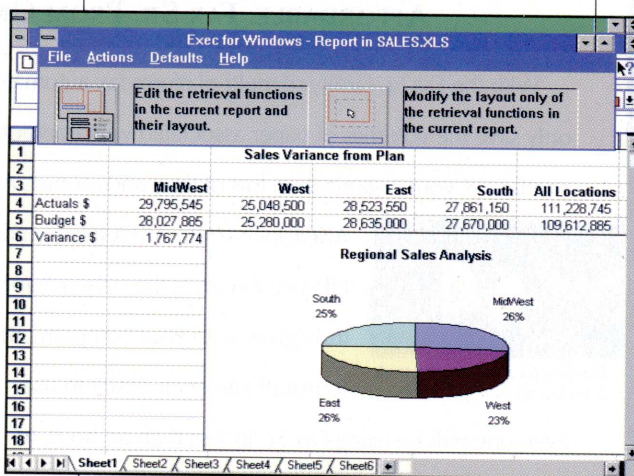 Exec for Windows - Report in SALES.XLS
File Actions Defaults Help
Edit the retrieval functions
in the current report and
their layout.
Modify the layout only of
the retrieval functions in
the current report.
1 Sales Variance from Plan
2
3 MidWest West East South All Locations
4 Actuals $ 29,795,545 25,048,500 28,523,550 27,861,150 111,228,745
5 Budget $ 28,027,885 25,280,000 28,635,000 27,670,000 109,612,885
6 Variance $ 1,767,774
7
8
9
10
11
12
13
14
15
16
17
18
Regional Sales Analysis
South
25%
MidWest
26%
East
26%
West
23%
Sheet1 Sheet2 Sheet3 Sheet4 Sheet5 Sheet6